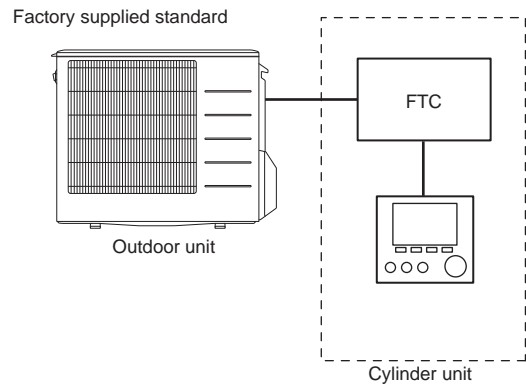 Factory supplied standard
FTC
Outdoor unit
Cylinder unit